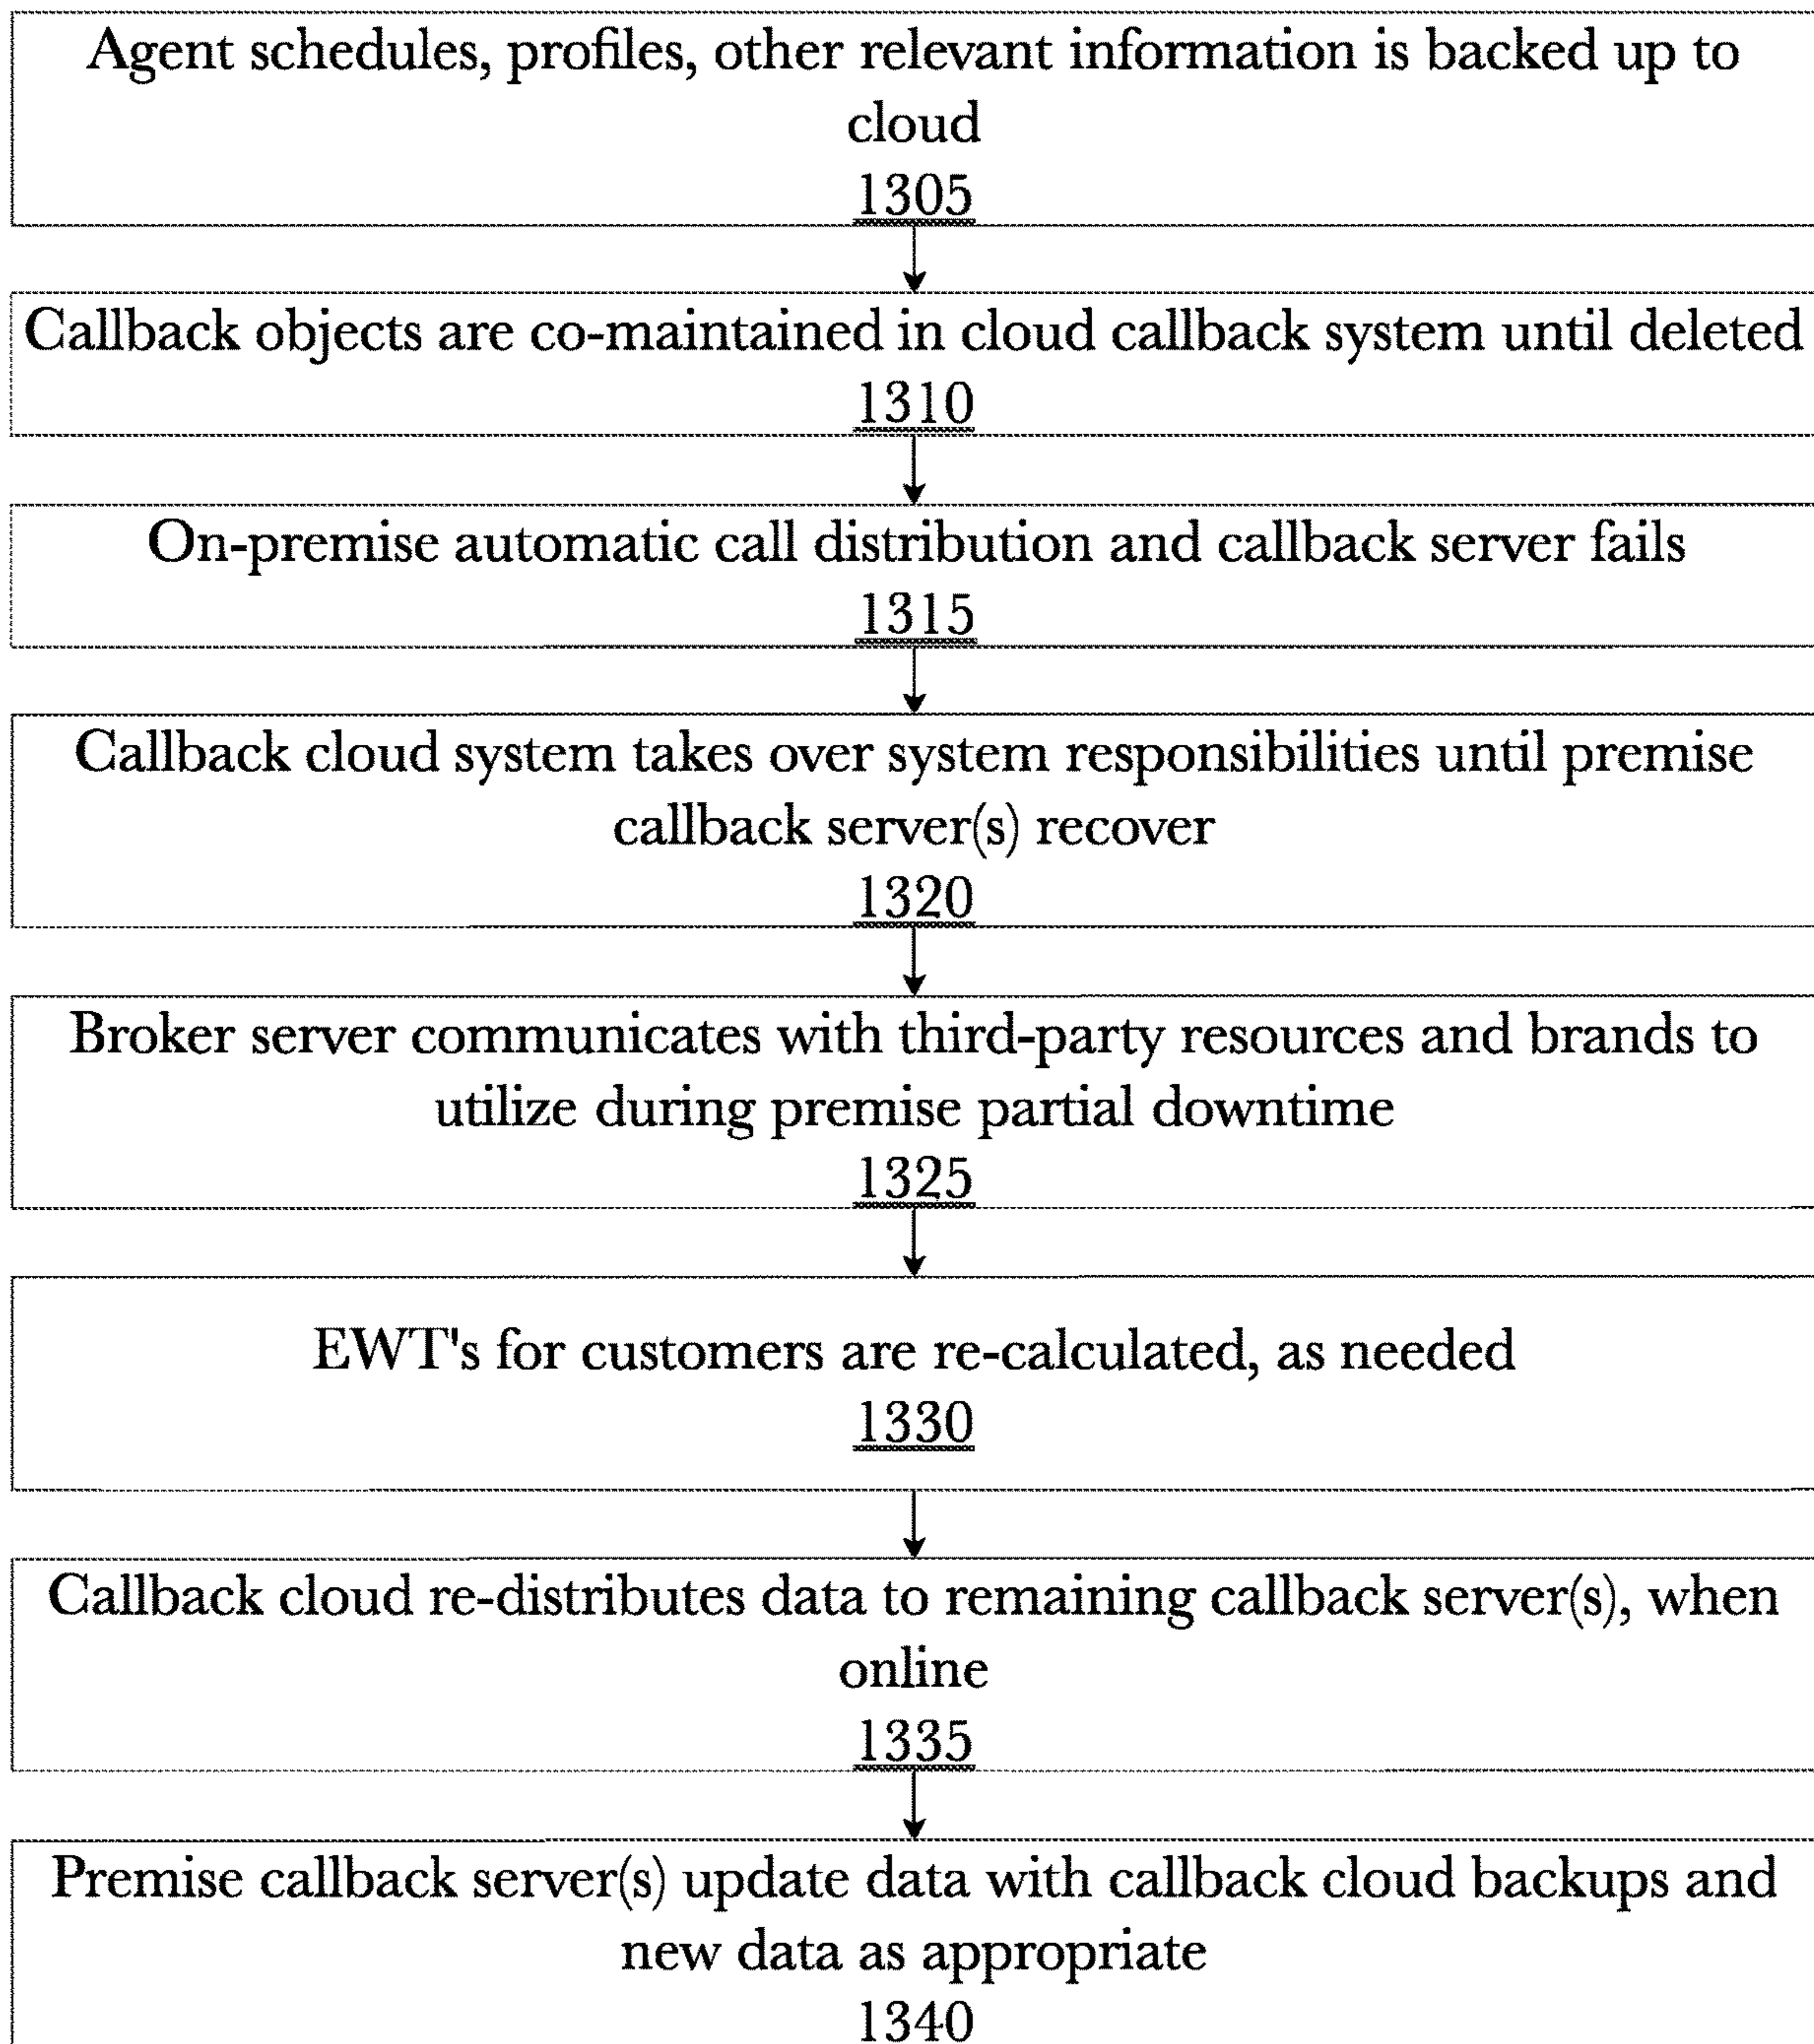 Agent schedules, profiles, other relevant information is backed up to
cloud
1305
Callback objects are co-maintained in cloud callback system until deleted
1310
On-premise automatic call distribution and callback server fails
1315
Callback cloud system takes over system responsibilities until premise
callback server(s) recover
1320
Broker server communicates with third-party resources and brands to
utilize during premise partial downtime
1325
EWT's for customers are re-calculated, as needed
1330
Callback cloud re-distributes data to remaining callback server(s), when
online
1335
Premise callback server(s) update data with callback cloud backups and
new data as appropriate
1340